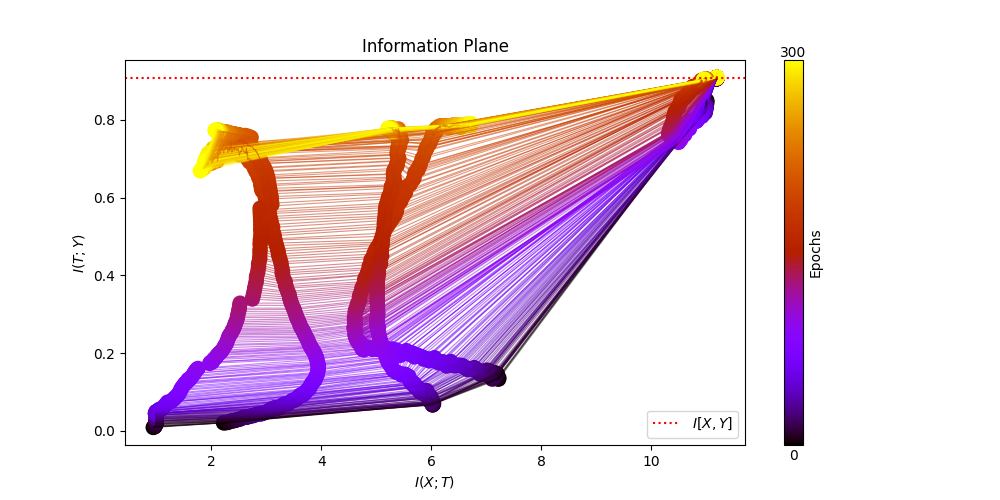 Information Plane
300
0.8
0.6
0.4
0.2
0.0
I(T; Y)
Epochs
I[X, Y]
0
2
4
6
8
10
I(X; T)